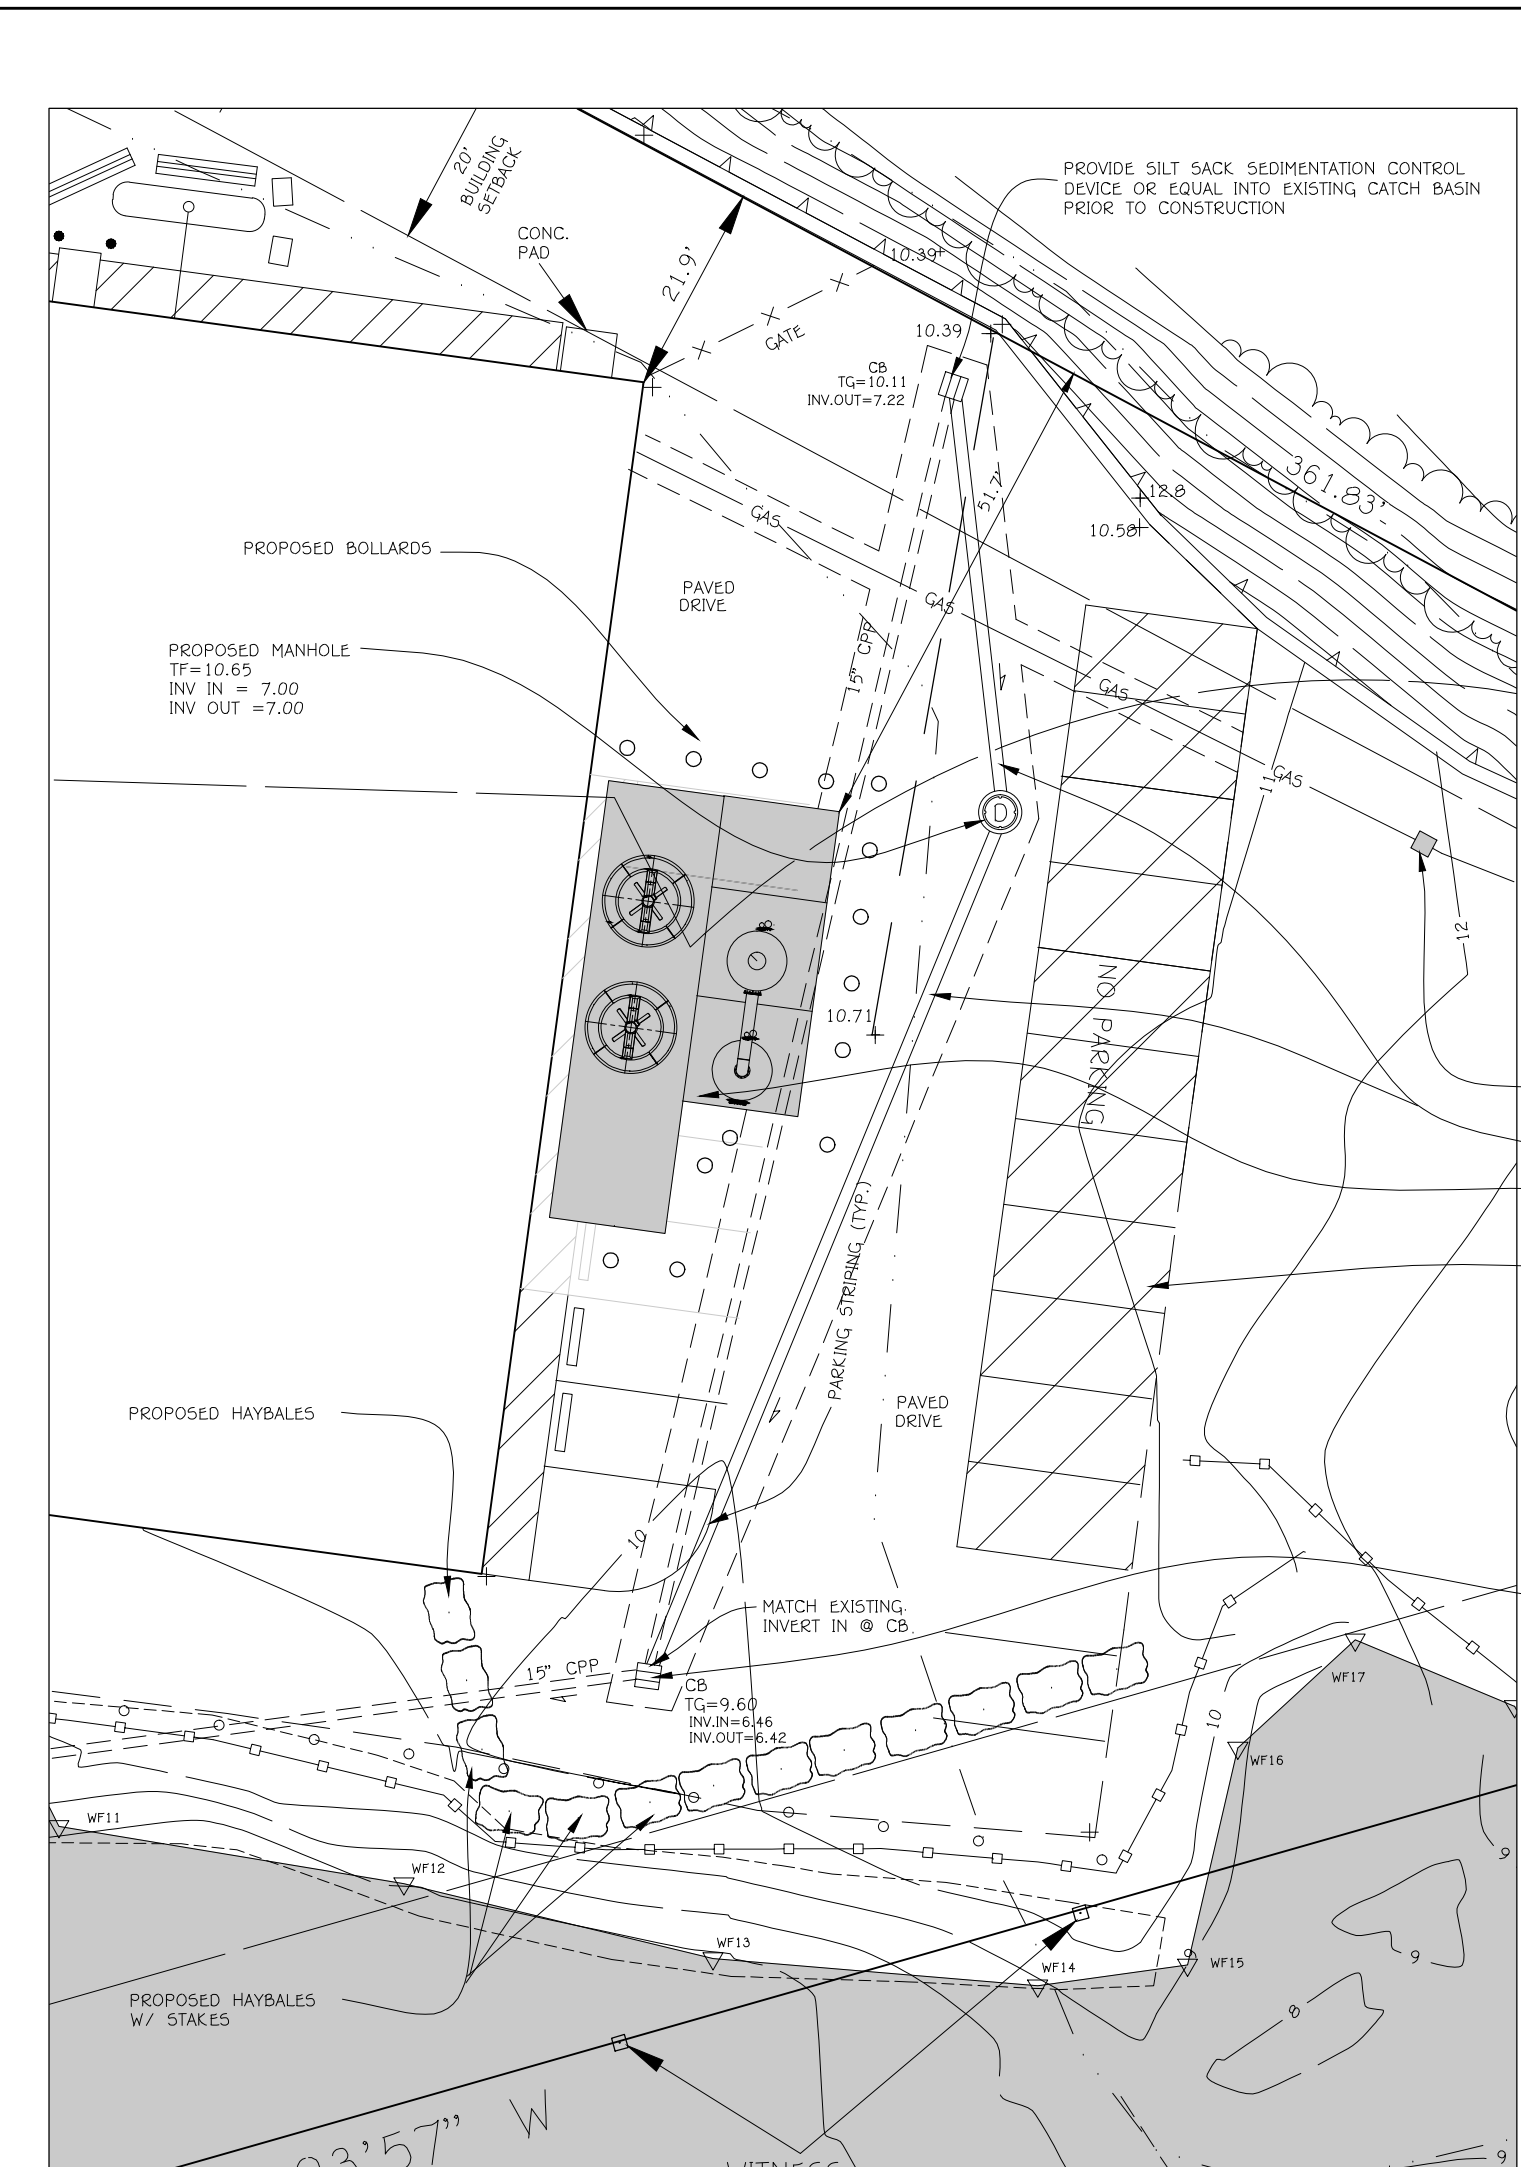 PROVIDE SILT SACK SEDIMENTATION CONTROL
DEVICE OR EQUAL INTO EXISTING CATCH BASIN
PRIOR TO CONSTRUCTION
20'
BUILDING
SETBACK
CONC.
PAD
21.9'
10.39
GATE
10.39
CB
TG=10.11
INV.OUT=7.22
361.83'
51.7'
12.8
10.58
GAS
PROPOSED BOLLARDS
PAVED
DRIVE
GAS
15" CPP
PROPOSED MANHOLE
TF=10.65
INV IN = 7.00
INV OUT =7.00
GAS
GAS
11
D
12
NO PARKING
10.71
PARKING STRIPING (TYP.)
PROPOSED HAYBALES
PAVED
DRIVE
10
MATCH EXISTING
INVERT IN @ CB
15" CPP
CB
TG=9.60
INV.IN=6.46
INV.OUT=6.42
WF17
10
WF16
WF11
9
WF12
WF13
WF14
WF15
9
PROPOSED HAYBALES
W/ STAKES
8
3'57" W
WITNESS
9